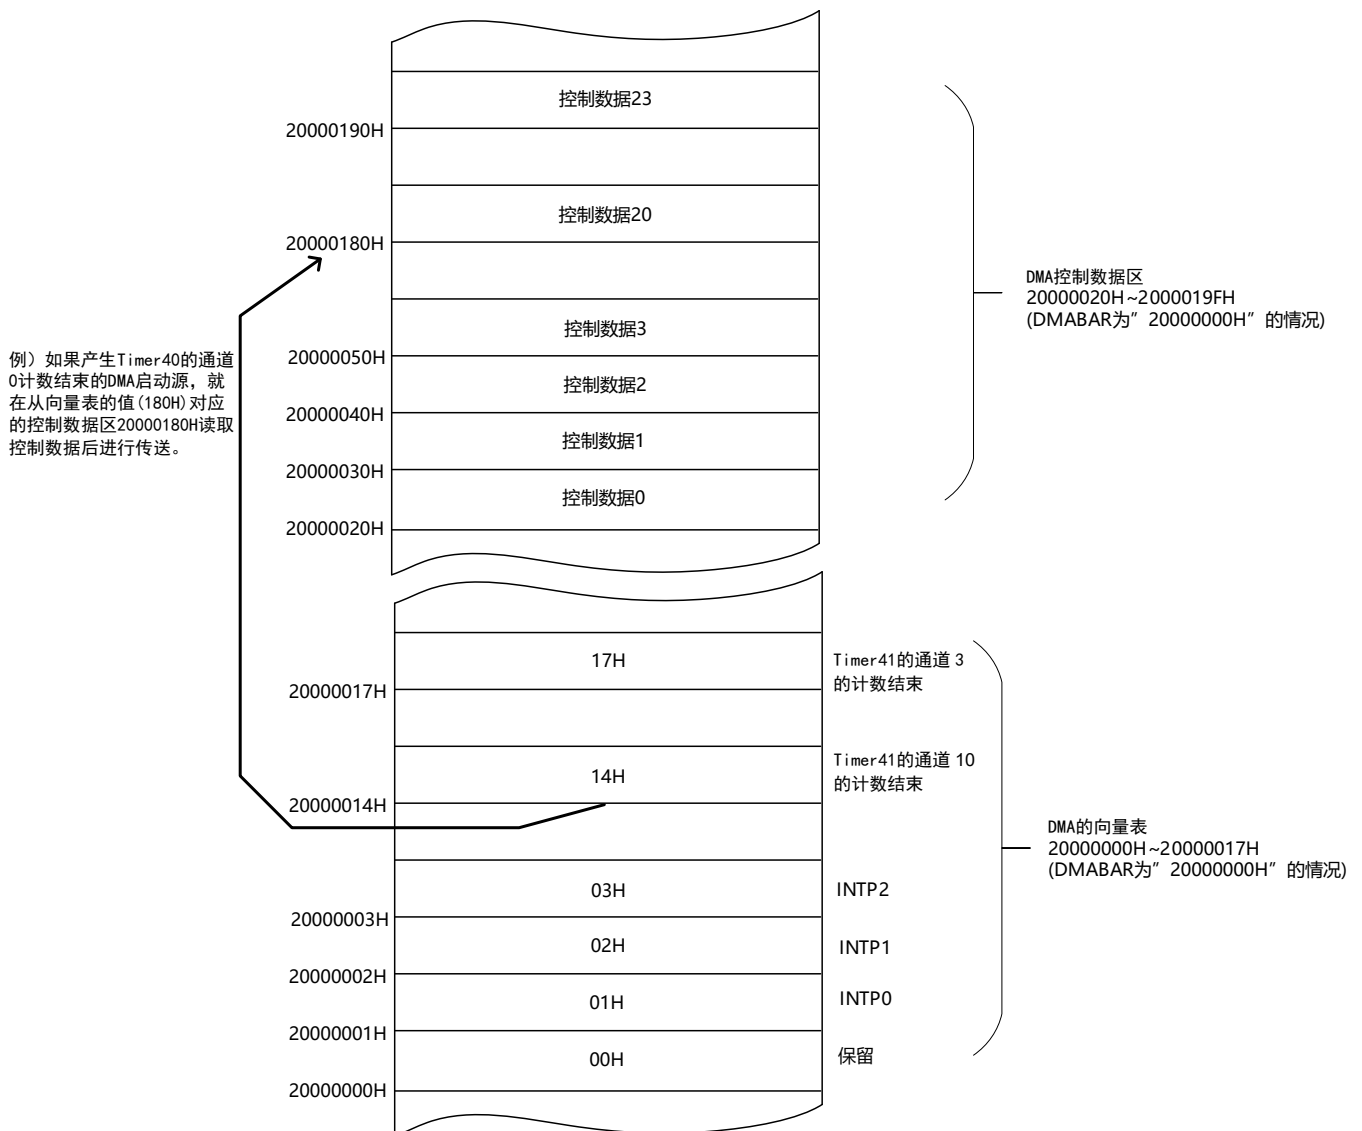 控制数据23
20000190H
控制数据20
20000180H
DMA控制数据区
20000020H~2000019FH
(DMABAR为”20000000H”的情况)
控制数据3
20000050H
例）如果产生Timer40的通道
0计数结束的DMA启动源，就
在从向量表的值(180H)对应
的控制数据区20000180H读取
控制数据后进行传送。
控制数据2
20000040H
控制数据1
20000030H
控制数据0
20000020H
17H
Timer41的通道 3
的计数结束
20000017H
14H
Timer41的通道 10
的计数结束
20000014H
DMA的向量表
20000000H~20000017H
(DMABAR为”20000000H”的情况)
03H
INTP2
20000003H
02H
INTP1
20000002H
01H
INTP0
20000001H
00H
保留
20000000H